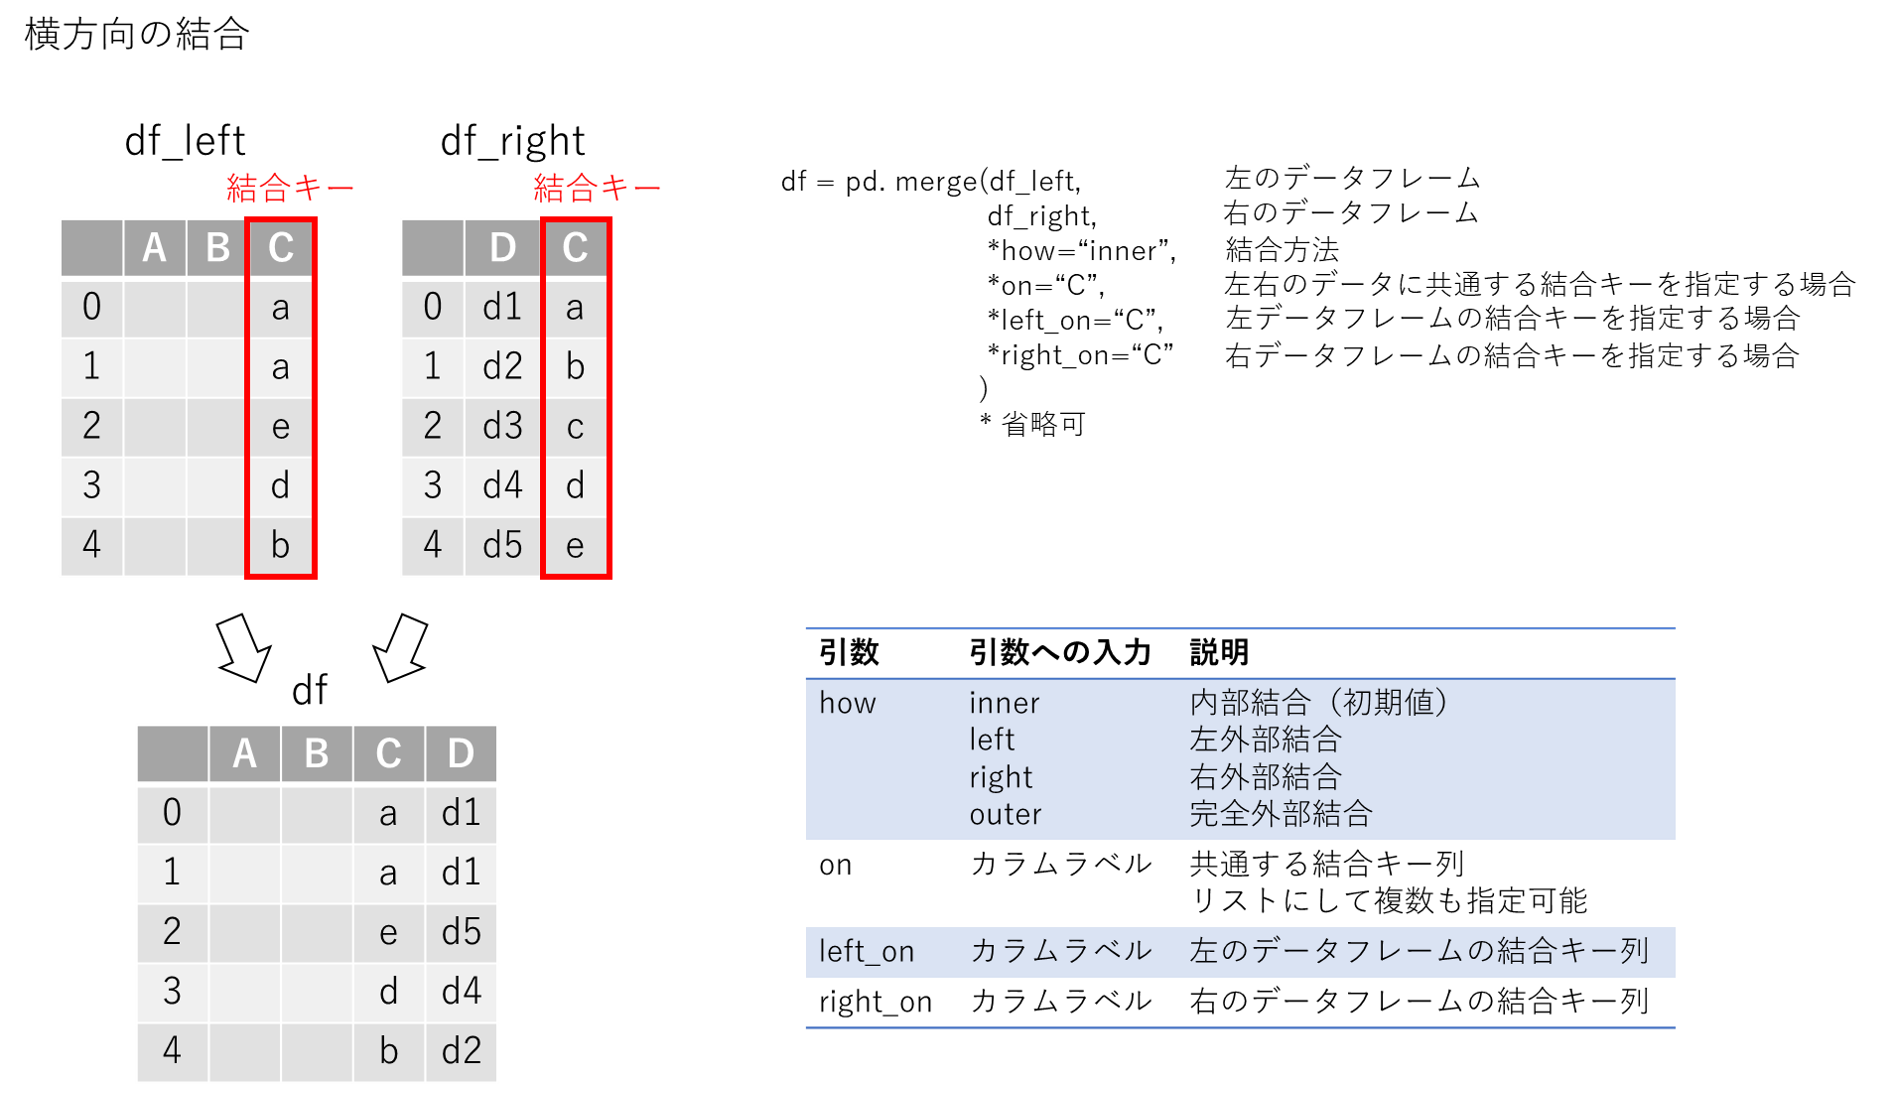 横方向の結合
df_left
結合キー
A B C
0 a
1 a
2 e
3 d
4 b
df_right
結合キー
D C
0 d1 a
1 d2 b
2 d3 c
3 d4 d
4 d5 e
df
A B C D
0 a d1
1 a d1
2 e d5
3 d d4
4 b d2
df = pd. merge(df_left, 左のデータフレーム
df_right, 右のデータフレーム
*how=“inner”, 結合方法
*on=“C”, 左右のデータに共通する結合キーを指定する場合
*left_on=“C”, 左データフレームの結合キーを指定する場合
*right_on=“C” 右データフレームの結合キーを指定する場合
)
* 省略可
引数 引数への入力 説明
how inner 内部結合（初期値）
left 左外部結合
right 右外部結合
outer 完全外部結合
on カラムラベル 共通する結合キー列
リストにして複数も指定可能
left_on カラムラベル 左のデータフレームの結合キー列
right_on カラムラベル 右のデータフレームの結合キー列